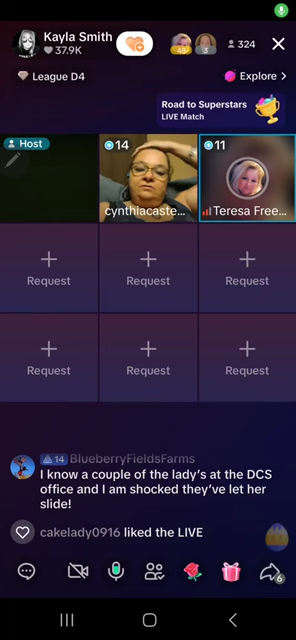 Kayla Smith
37.9K
48
3
324
League D4
Explore >
Road to Superstars
LIVE Match
Host
14
cynthiacaste...
11
Teresa Free...
Request
Request
Request
Request
Request
Request
14 BlueberryFieldsFarms
I know a couple of the lady's at the DCS
office and I am shocked they've let her
slide!
cakelady0916 liked the LIVE
6